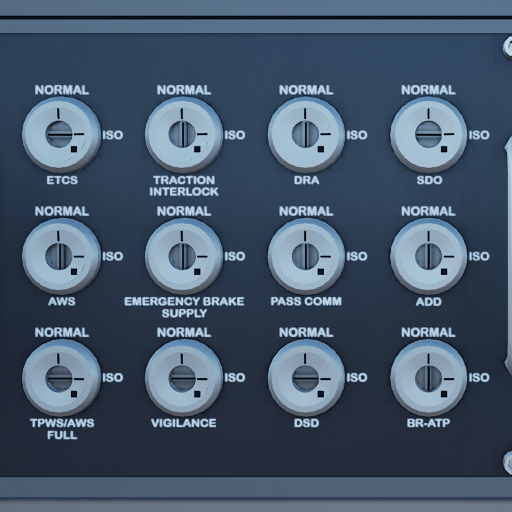 NORMAL NORMAL NORMAL NORMAL
ISO ISO ISO ISO
ETCS TRACTION INTERLOCK DRA SDO
NORMAL NORMAL NORMAL NORMAL
ISO ISO ISO ISO
AWS EMERGENCY BRAKE SUPPLY PASS COMM ADD
NORMAL NORMAL NORMAL NORMAL
ISO ISO ISO ISO
TPWS/AWS FULL VIGILANCE DSD BR-ATP